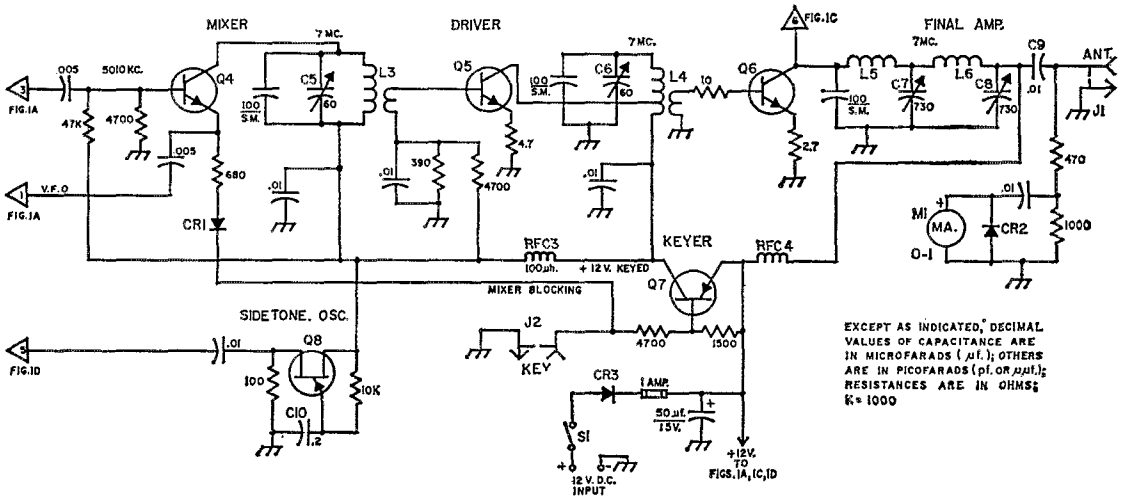 MIXER
DRIVER
FINAL AMP.
6
FIG.1C
7 MC.
7 MC.
7MC.
3
FIG.1A
.005
5010 KC.
Q4
C5
60
100
S.M.
L3
Q5
100
S.M.
C6
60
L4
10
Q6
L5
L6
C7
730
C8
730
100
S.M.
C9
.01
ANT.
J1
47K
4700
.005
680
4.7
2.7
470
1
V.F.O
FIG.1A
.01
.01
390
4700
.01
.01
1000
CR1
M1
+
MA.
0-1
CR2
RFC3
100µh.
+12 V. KEYED
KEYER
RFC4
Q7
MIXER BLOCKING
SIDETONE. OSC.
Q8
J2
KEY
4700
1500
5
FIG.1D
.01
100
10K
C10
.2
CR3
1 AMP.
50µf.
15V.
+
S1
+
-
12 V. D.C.
INPUT
+12V.
TO
FIGS.1A,1C,1D
EXCEPT AS INDICATED, DECIMAL
VALUES OF CAPACITANCE ARE
IN MICROFARADS (µf.); OTHERS
ARE IN PICOFARADS (pf. OR µµf.);
RESISTANCES ARE IN OHMS;
K=1000